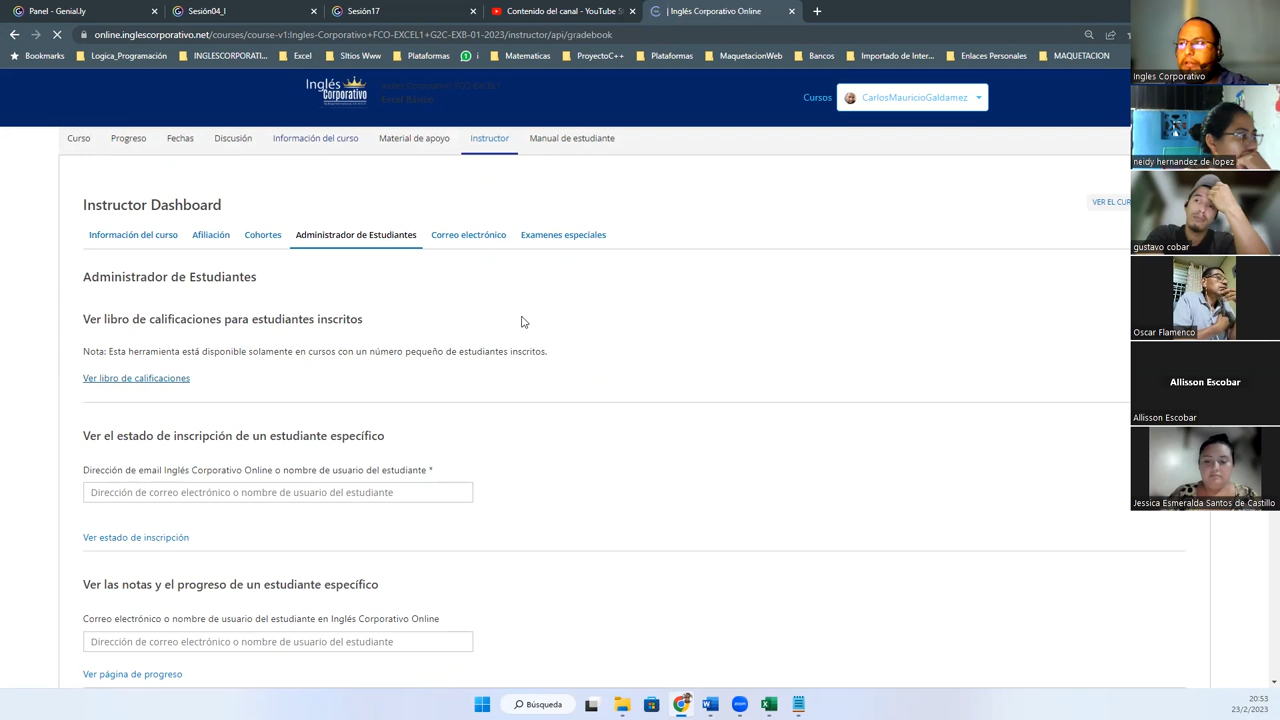 Panel - Genial.ly
Sesión04_I
Sesión17
Contenido del canal - YouTube S
| Inglés Corporativo Online
online.inglescorporativo.net/courses/course-v1:Ingles-Corporativo+FCO-EXCEL1+G2C-EXB-01-2023/instructor/api/gradebook
Bookmarks
Logica_Programación
INGLESCORPORATI...
Excel
SItios Www
Plataformas
1
Matematicas
ProyectoC++
Plataformas
MaquetacionWeb
Bancos
Importado de Inter...
Enlaces Personales
MAQUETACIÓN
Inglés
Corporativo
Excel Básico
Cursos
CarlosMauricioGaldamez
Curso
Progreso
Fechas
Discusión
Información del curso
Material de apoyo
Instructor
Manual de estudiante
Instructor Dashboard
VER EL CUR
Información del curso
Afiliación
Cohortes
Administrador de Estudiantes
Correo electrónico
Examenes especiales
Administrador de Estudiantes
Ver libro de calificaciones para estudiantes inscritos
Nota: Esta herramienta está disponible solamente en cursos con un número pequeño de estudiantes inscritos.
Ver libro de calificaciones
Ver el estado de inscripción de un estudiante específico
Dirección de email Inglés Corporativo Online o nombre de usuario del estudiante *
Dirección de correo electrónico o nombre de usuario del estudiante
Ver estado de inscripción
Ver las notas y el progreso de un estudiante específico
Correo electrónico o nombre de usuario del estudiante en Inglés Corporativo Online
Dirección de correo electrónico o nombre de usuario del estudiante
Ver página de progreso
Ingles Corporativo
neidy hernandez de lopez
gustavo cobar
Oscar Flamenco
Allisson Escobar
Allisson Escobar
Jessica Esmeralda Santos de Castillo
Búsqueda
20:53
23/2/2023